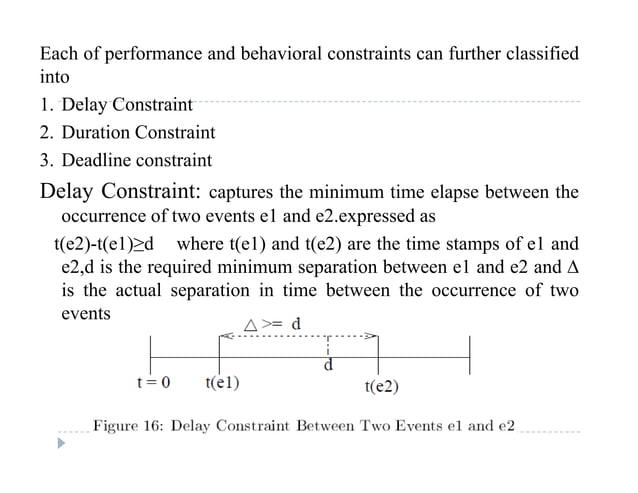 Each of performance and behavioral constraints can further classified
into
1. Delay Constraint
2. Duration Constraint
3. Deadline constraint
Delay Constraint: captures the minimum time elapse between the
occurrence of two events e1 and e2.expressed as
t(e2)-t(e1)≥d where t(e1) and t(e2) are the time stamps of e1 and
e2,d is the required minimum separation between e1 and e2 and Δ
is the actual separation in time between the occurrence of two
events
△ >= d
d
t = 0 t(e1) t(e2)
Figure 16: Delay Constraint Between Two Events e1 and e2